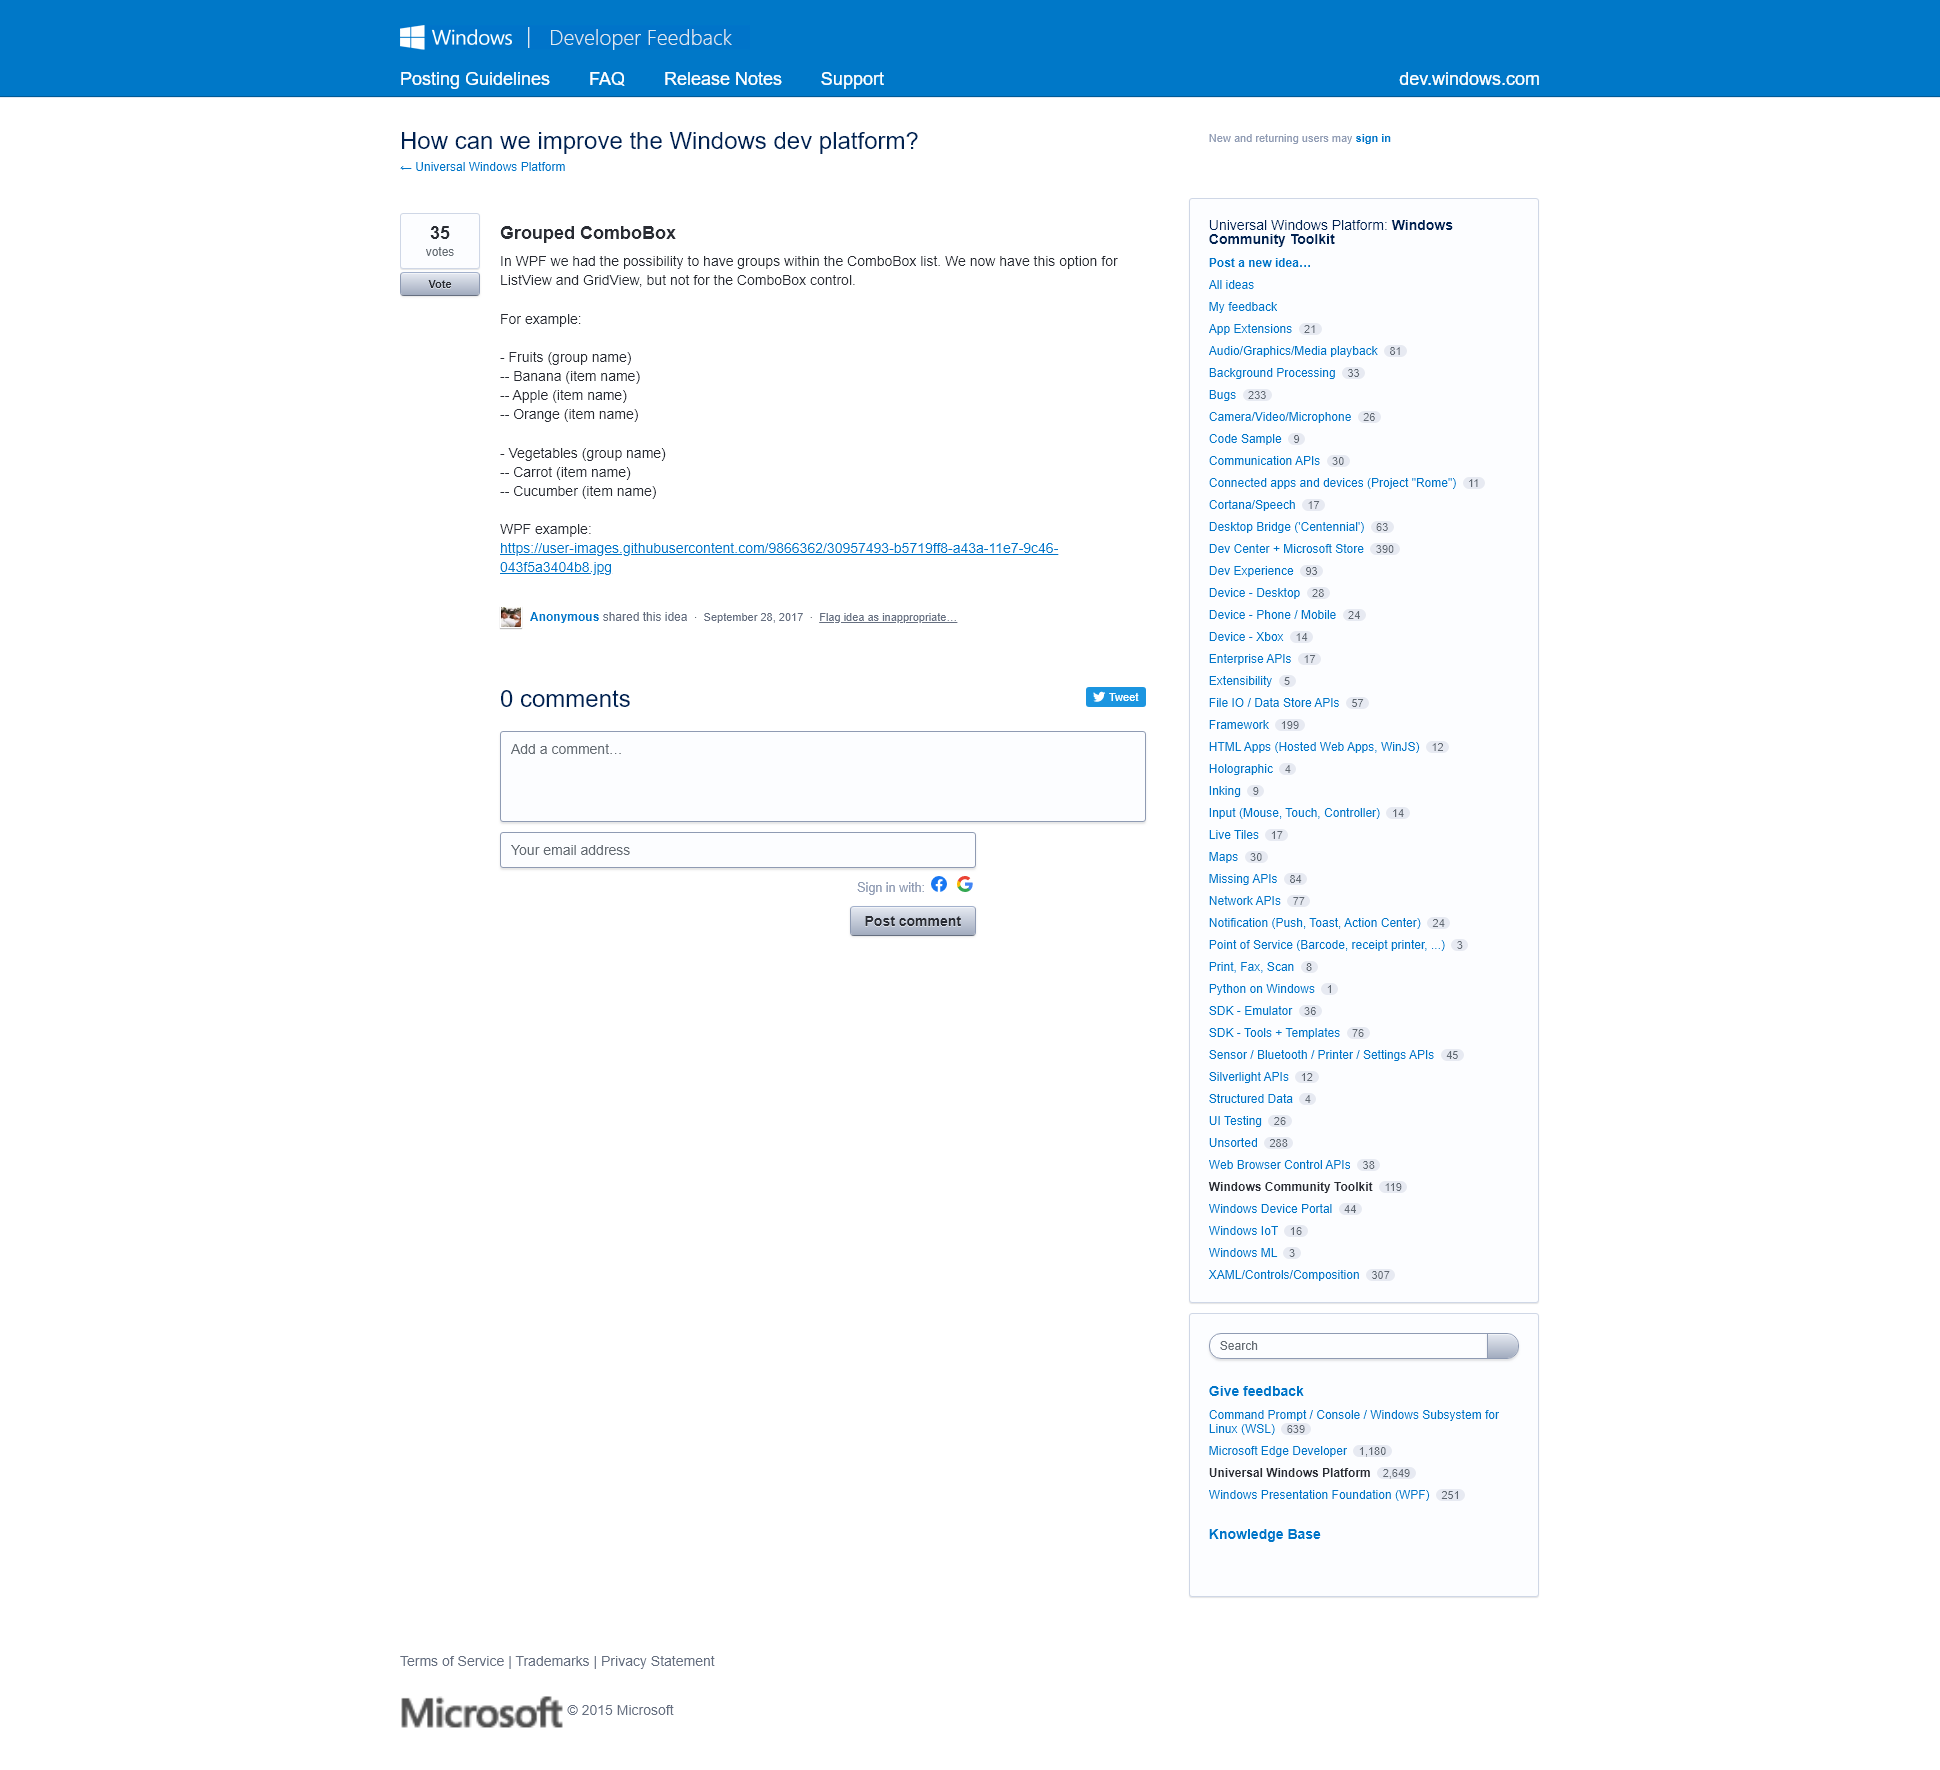 Windows | Developer Feedback
Posting Guidelines FAQ Release Notes Support dev.windows.com
How can we improve the Windows dev platform?
← Universal Windows Platform
New and returning users may sign in
35
votes
Vote
Grouped ComboBox
In WPF we had the possibility to have groups within the ComboBox list. We now have this option for
ListView and GridView, but not for the ComboBox control.
For example:
- Fruits (group name)
-- Banana (item name)
-- Apple (item name)
-- Orange (item name)
- Vegetables (group name)
-- Carrot (item name)
-- Cucumber (item name)
WPF example:
https://user-images.githubusercontent.com/9866362/30957493-b5719ff8-a43a-11e7-9c46-
043f5a3404b8.jpg
Anonymous shared this idea · September 28, 2017 · Flag idea as inappropriate…
0 comments
Tweet
Add a comment…
Your email address
Sign in with:
Post comment
Universal Windows Platform: Windows
Community Toolkit
Post a new idea…
All ideas
My feedback
App Extensions 21
Audio/Graphics/Media playback 81
Background Processing 33
Bugs 233
Camera/Video/Microphone 26
Code Sample 9
Communication APIs 30
Connected apps and devices (Project "Rome") 11
Cortana/Speech 17
Desktop Bridge ('Centennial') 63
Dev Center + Microsoft Store 390
Dev Experience 93
Device - Desktop 28
Device - Phone / Mobile 24
Device - Xbox 14
Enterprise APIs 17
Extensibility 5
File IO / Data Store APIs 57
Framework 199
HTML Apps (Hosted Web Apps, WinJS) 12
Holographic 4
Inking 9
Input (Mouse, Touch, Controller) 14
Live Tiles 17
Maps 30
Missing APIs 84
Network APIs 77
Notification (Push, Toast, Action Center) 24
Point of Service (Barcode, receipt printer, ...) 3
Print, Fax, Scan 8
Python on Windows 1
SDK - Emulator 36
SDK - Tools + Templates 76
Sensor / Bluetooth / Printer / Settings APIs 45
Silverlight APIs 12
Structured Data 4
UI Testing 26
Unsorted 288
Web Browser Control APIs 38
Windows Community Toolkit 119
Windows Device Portal 44
Windows IoT 16
Windows ML 3
XAML/Controls/Composition 307
Search
Give feedback
Command Prompt / Console / Windows Subsystem for
Linux (WSL) 639
Microsoft Edge Developer 1,180
Universal Windows Platform 2,649
Windows Presentation Foundation (WPF) 251
Knowledge Base
Terms of Service | Trademarks | Privacy Statement
Microsoft © 2015 Microsoft